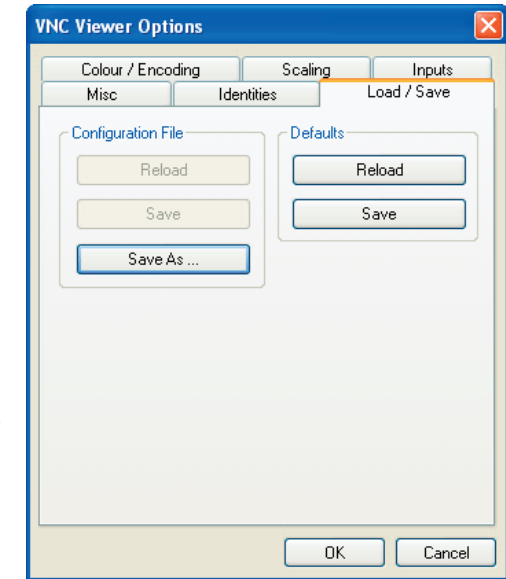 VNC Viewer Options
Colour / Encoding Scaling Inputs
Misc Identities Load / Save
Configuration File Defaults
Reload Reload
Save Save
Save As ...
OK Cancel